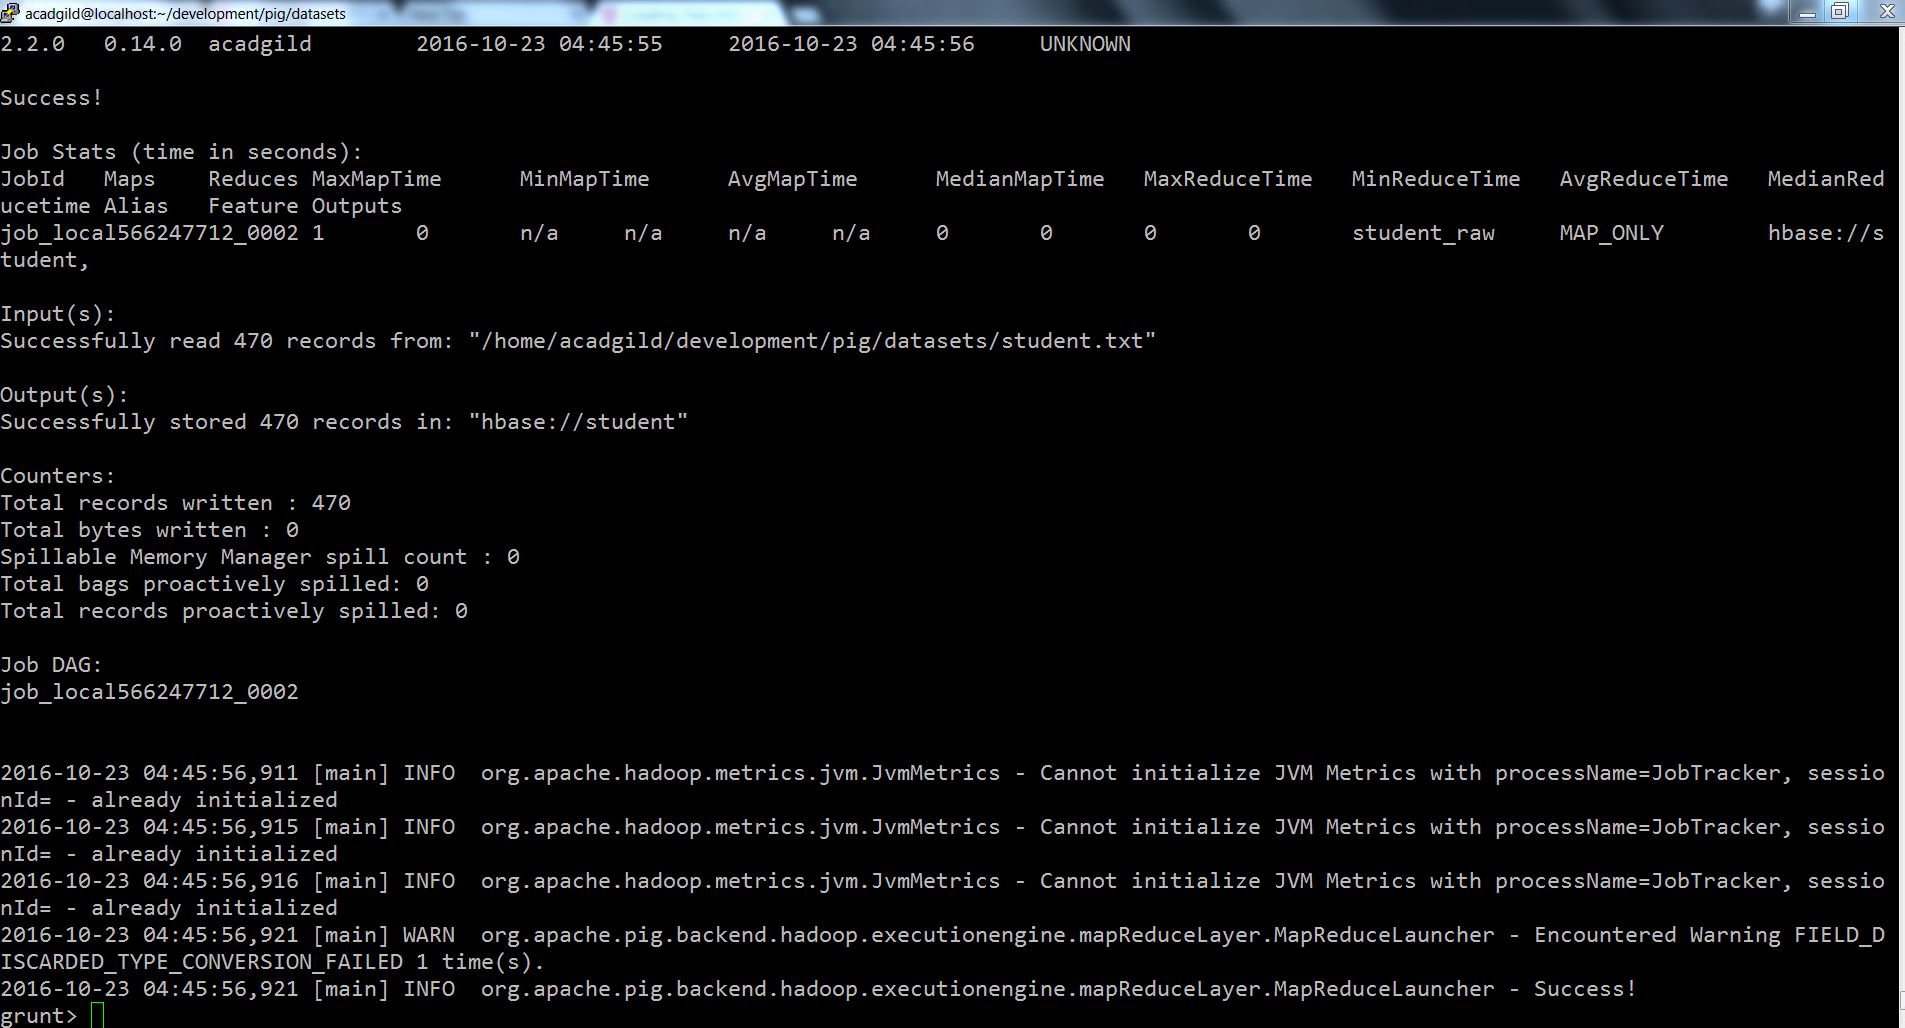 acadgild@localhost:~/development/pig/datasets
2.2.0   0.14.0  acadgild        2016-10-23 04:45:55     2016-10-23 04:45:56     UNKNOWN
Success!
Job Stats (time in seconds):
JobId   Maps    Reduces MaxMapTime      MinMapTime      AvgMapTime      MedianMapTime   MaxReduceTime   MinReduceTime   AvgReduceTime   MedianRed
ucetime Alias   Feature Outputs
job_local566247712_0002 1       0       n/a     n/a     n/a     n/a     0       0       0       0       student_raw     MAP_ONLY        hbase://s
tudent,
Input(s):
Successfully read 470 records from: "/home/acadgild/development/pig/datasets/student.txt"
Output(s):
Successfully stored 470 records in: "hbase://student"
Counters:
Total records written : 470
Total bytes written : 0
Spillable Memory Manager spill count : 0
Total bags proactively spilled: 0
Total records proactively spilled: 0
Job DAG:
job_local566247712_0002
2016-10-23 04:45:56,911 [main] INFO  org.apache.hadoop.metrics.jvm.JvmMetrics - Cannot initialize JVM Metrics with processName=JobTracker, sessio
nId= - already initialized
2016-10-23 04:45:56,915 [main] INFO  org.apache.hadoop.metrics.jvm.JvmMetrics - Cannot initialize JVM Metrics with processName=JobTracker, sessio
nId= - already initialized
2016-10-23 04:45:56,916 [main] INFO  org.apache.hadoop.metrics.jvm.JvmMetrics - Cannot initialize JVM Metrics with processName=JobTracker, sessio
nId= - already initialized
2016-10-23 04:45:56,921 [main] WARN  org.apache.pig.backend.hadoop.executionengine.mapReduceLayer.MapReduceLauncher - Encountered Warning FIELD_D
ISCARDED_TYPE_CONVERSION_FAILED 1 time(s).
2016-10-23 04:45:56,921 [main] INFO  org.apache.pig.backend.hadoop.executionengine.mapReduceLayer.MapReduceLauncher - Success!
grunt>